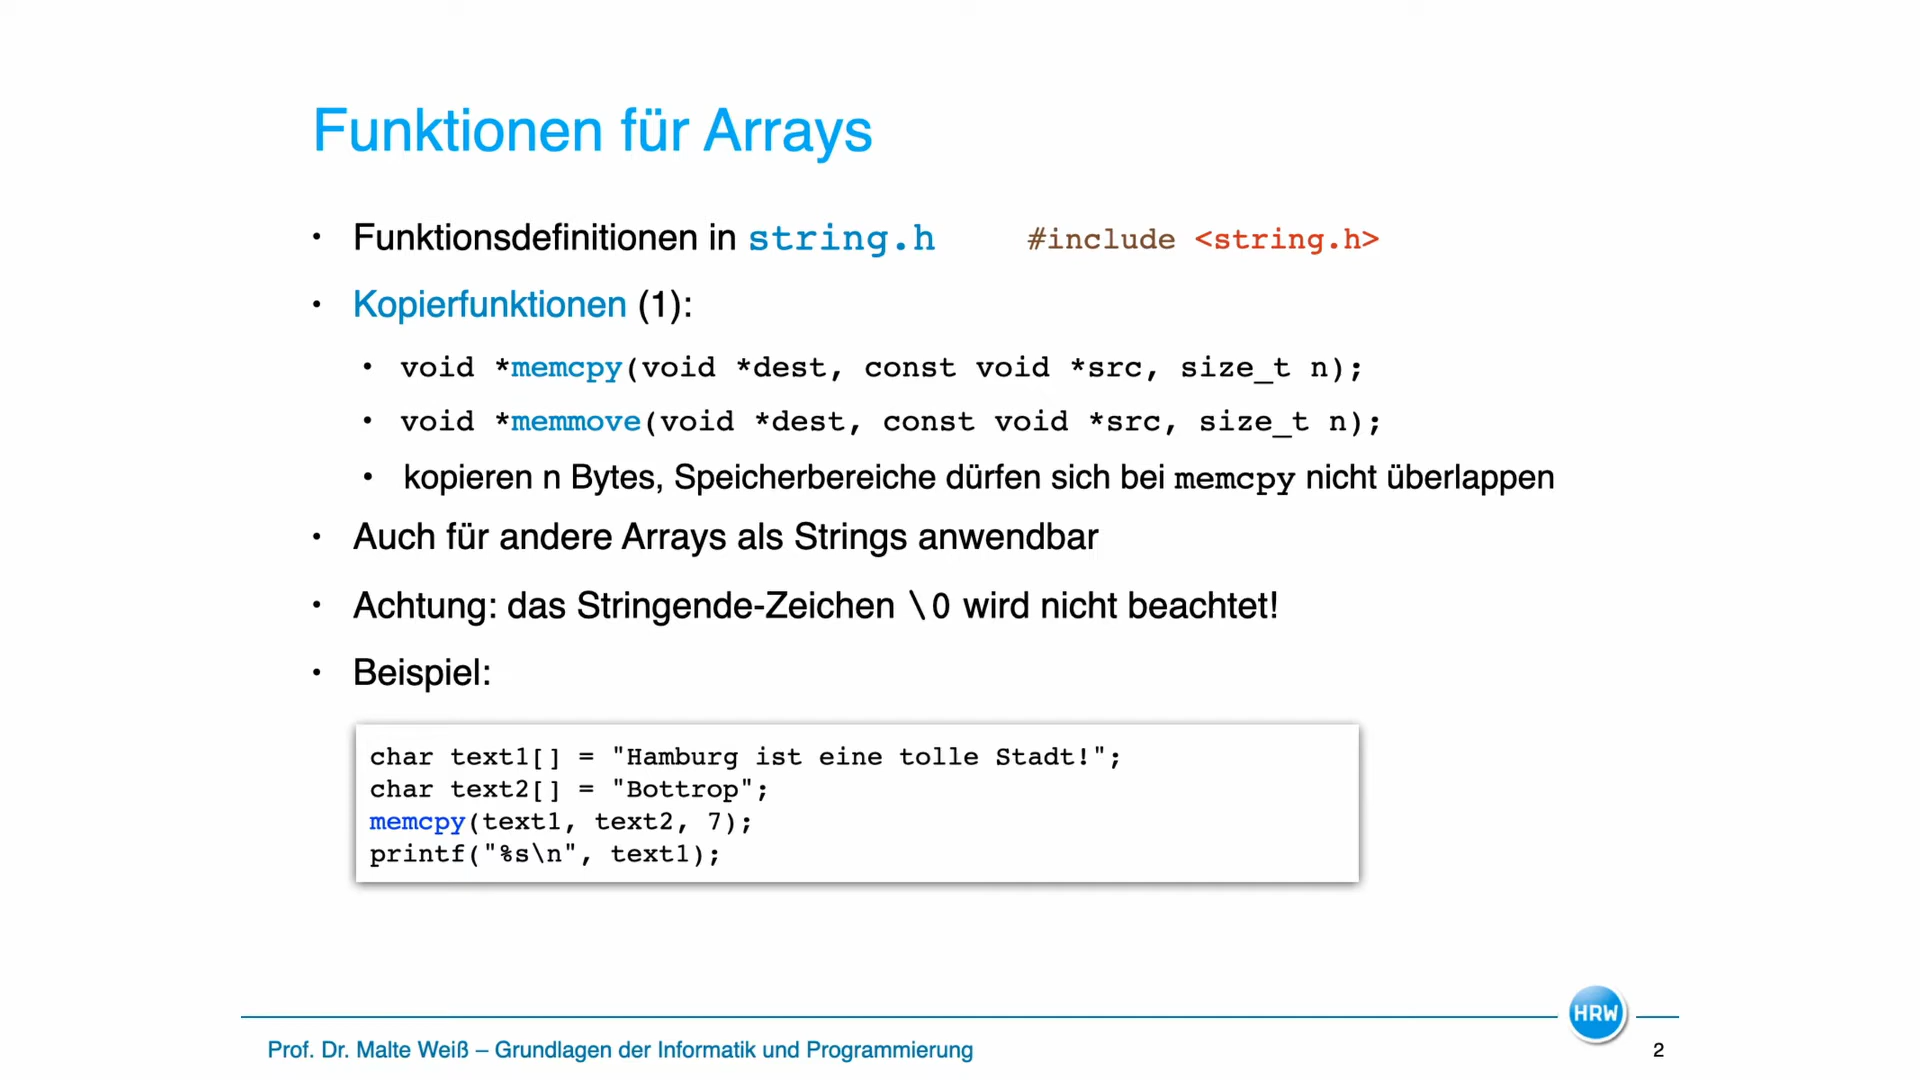 Funktionen für Arrays
• Funktionsdefinitionen in string.h #include <string.h>
• Kopierfunktionen (1):
• void *memcpy(void *dest, const void *src, size_t n);
• void *memmove(void *dest, const void *src, size_t n);
• kopieren n Bytes, Speicherbereiche dürfen sich bei memcpy nicht überlappen
• Auch für andere Arrays als Strings anwendbar
• Achtung: das Stringende-Zeichen \0 wird nicht beachtet!
• Beispiel:
char text1[] = "Hamburg ist eine tolle Stadt!";
char text2[] = "Bottrop";
memcpy(text1, text2, 7);
printf("%s\n", text1);
HRW
Prof. Dr. Malte Weiß – Grundlagen der Informatik und Programmierung
2